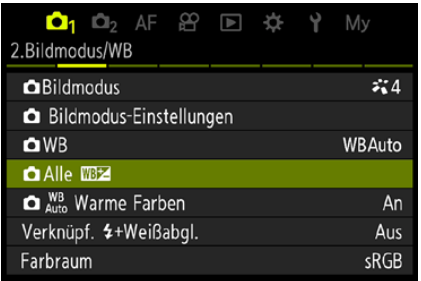 1 2 AF My
2.Bildmodus/WB
Bildmodus 4
Bildmodus-Einstellungen
WB WBAuto
Alle WB
WB Auto Warme Farben An
Verknüpf. +Weißabgl. Aus
Farbraum sRGB